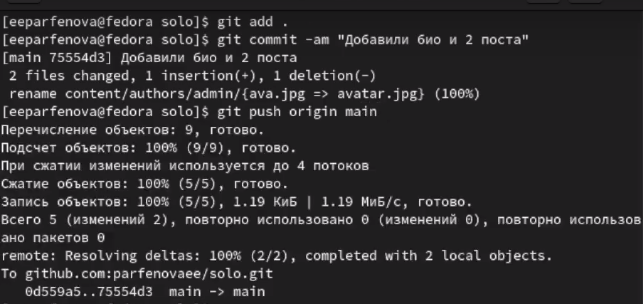 [eeparfenova@fedora solo]$ git add .
[eeparfenova@fedora solo]$ git commit -am "Добавили био и 2 поста"
[main 75554d3] Добавили био и 2 поста
 2 files changed, 1 insertion(+), 1 deletion(-)
 rename content/authors/admin/{ava.jpg => avatar.jpg} (100%)
[eeparfenova@fedora solo]$ git push origin main
Перечисление объектов: 9, готово.
Подсчет объектов: 100% (9/9), готово.
При сжатии изменений используется до 4 потоков
Сжатие объектов: 100% (5/5), готово.
Запись объектов: 100% (5/5), 1.19 КиБ | 1.19 МиБ/с, готово.
Всего 5 (изменений 2), повторно использовано 0 (изменений 0), повторно использов
ано пакетов 0
remote: Resolving deltas: 100% (2/2), completed with 2 local objects.
To github.com:parfenovaee/solo.git
   0d559a5..75554d3  main -> main